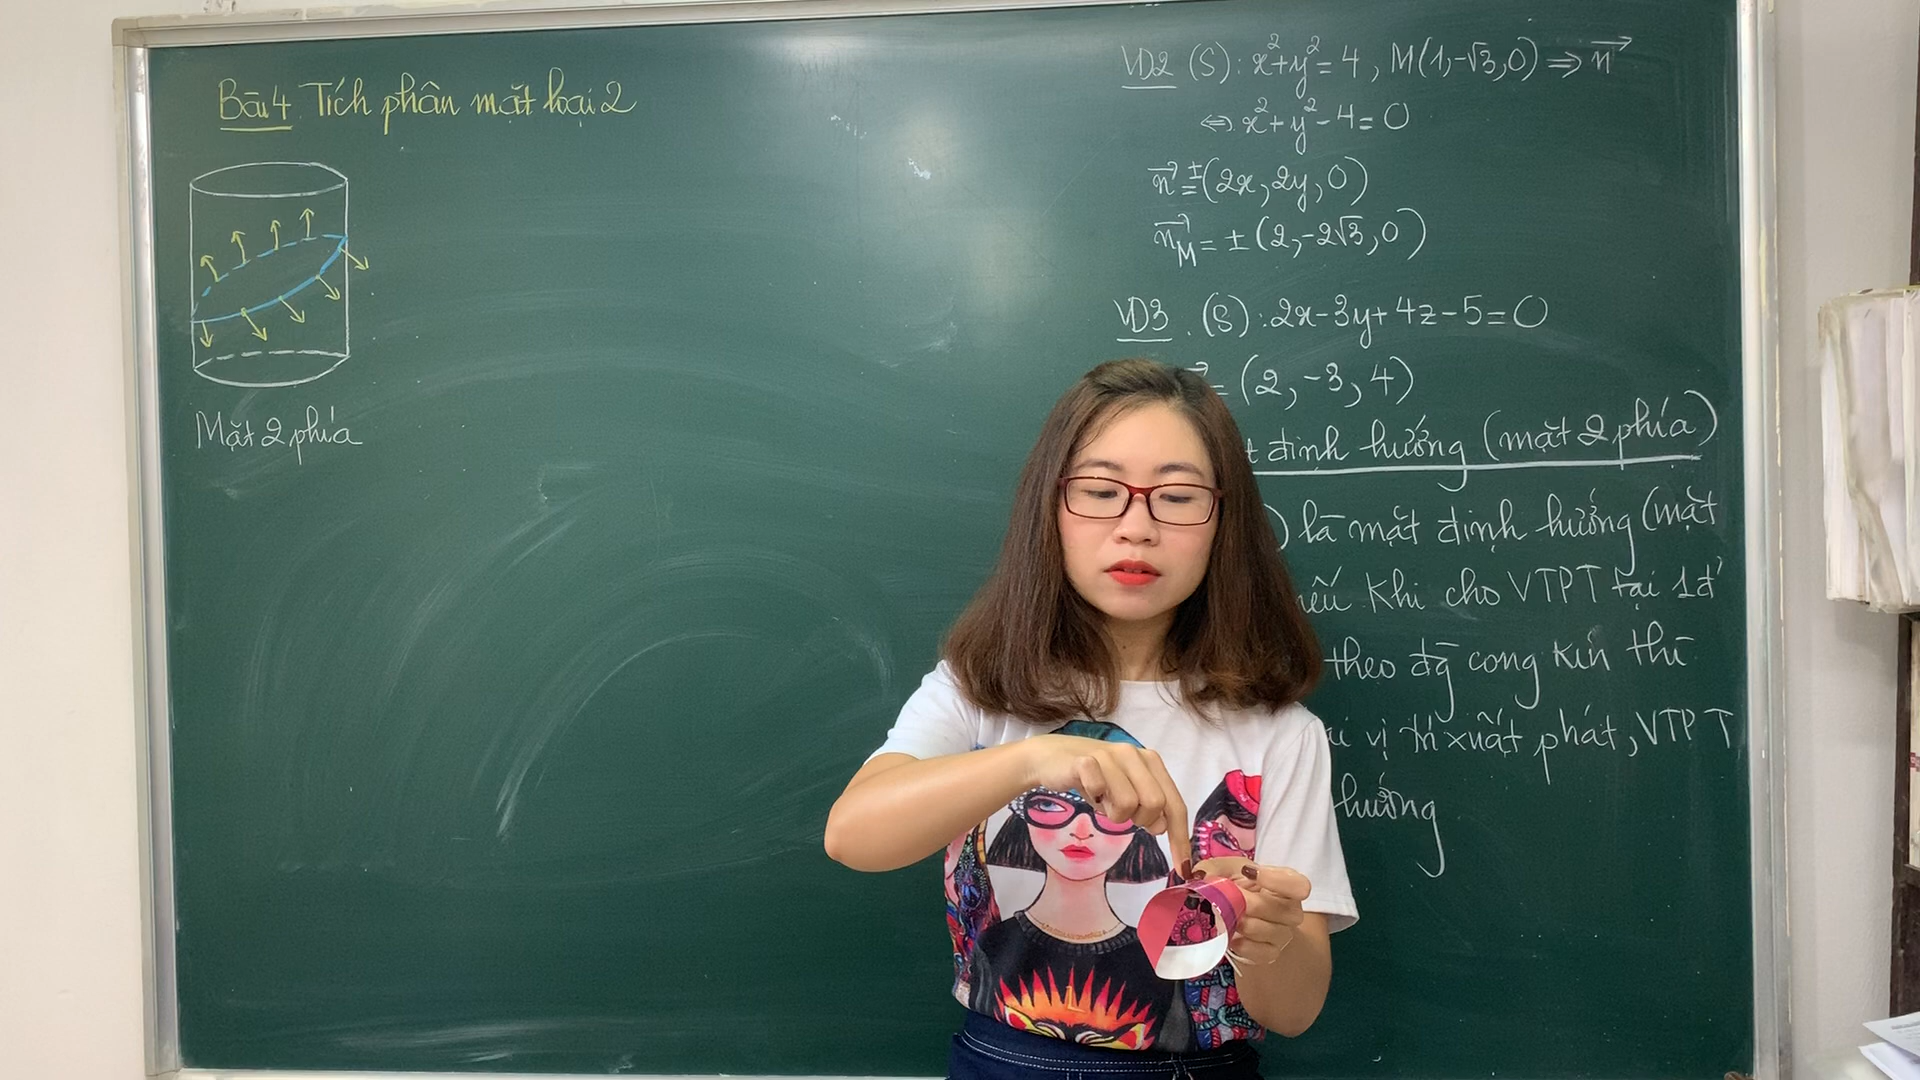 Bài 4 Tích phân mặt loại 2
Mặt 2 phía
VD2 (S): x²+y²=4, M(1,-√3,0) ⇒ n⃗
⇔ x²+y²-4=0
n⃗ = ±(2x, 2y, 0)
n⃗_M = ±(2, -2√3, 0)
VD3. (S): 2x-3y+4z-5=0
= (2, -3, 4)
định hướng (mặt 2 phía)
) là mặt định hướng (mặt
nếu khi cho VTPT tại 1đ'
theo đg cong kín thì
vị trí xuất phát, VTPT
hướng